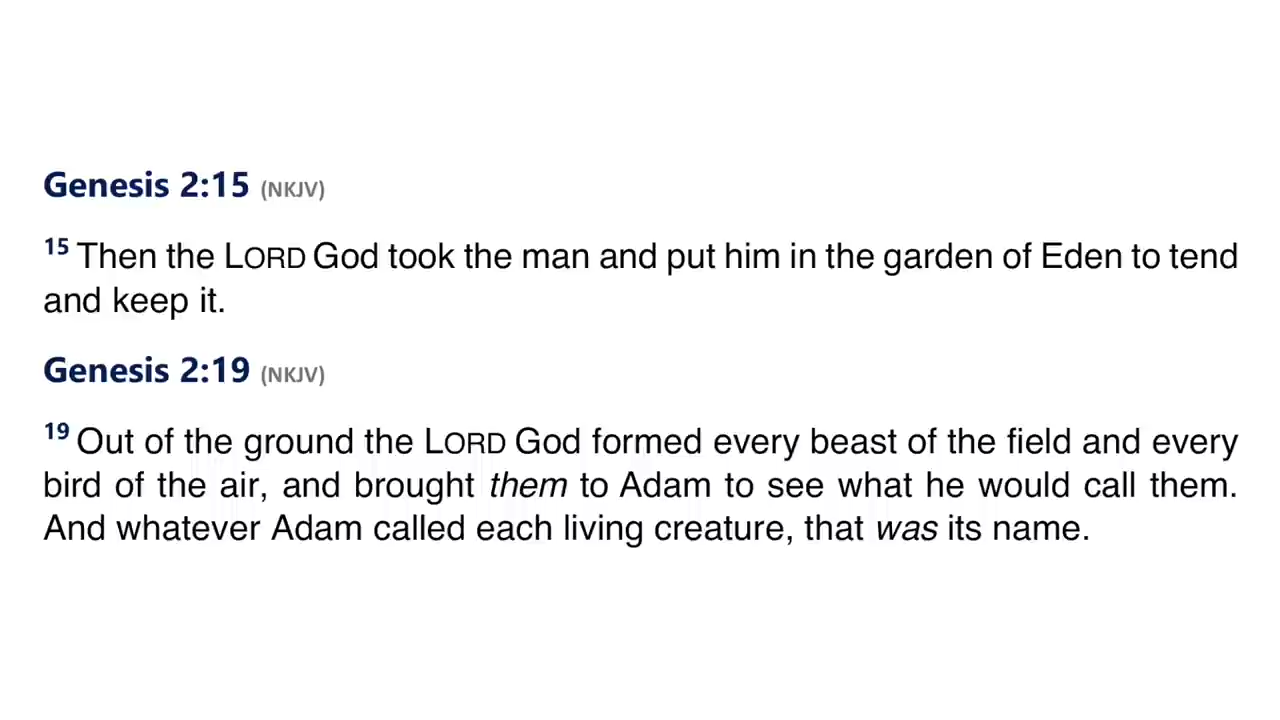 Genesis 2:15 (NKJV)
15 Then the LORD God took the man and put him in the garden of Eden to tend
and keep it.
Genesis 2:19 (NKJV)
19 Out of the ground the LORD God formed every beast of the field and every
bird of the air, and brought them to Adam to see what he would call them.
And whatever Adam called each living creature, that was its name.